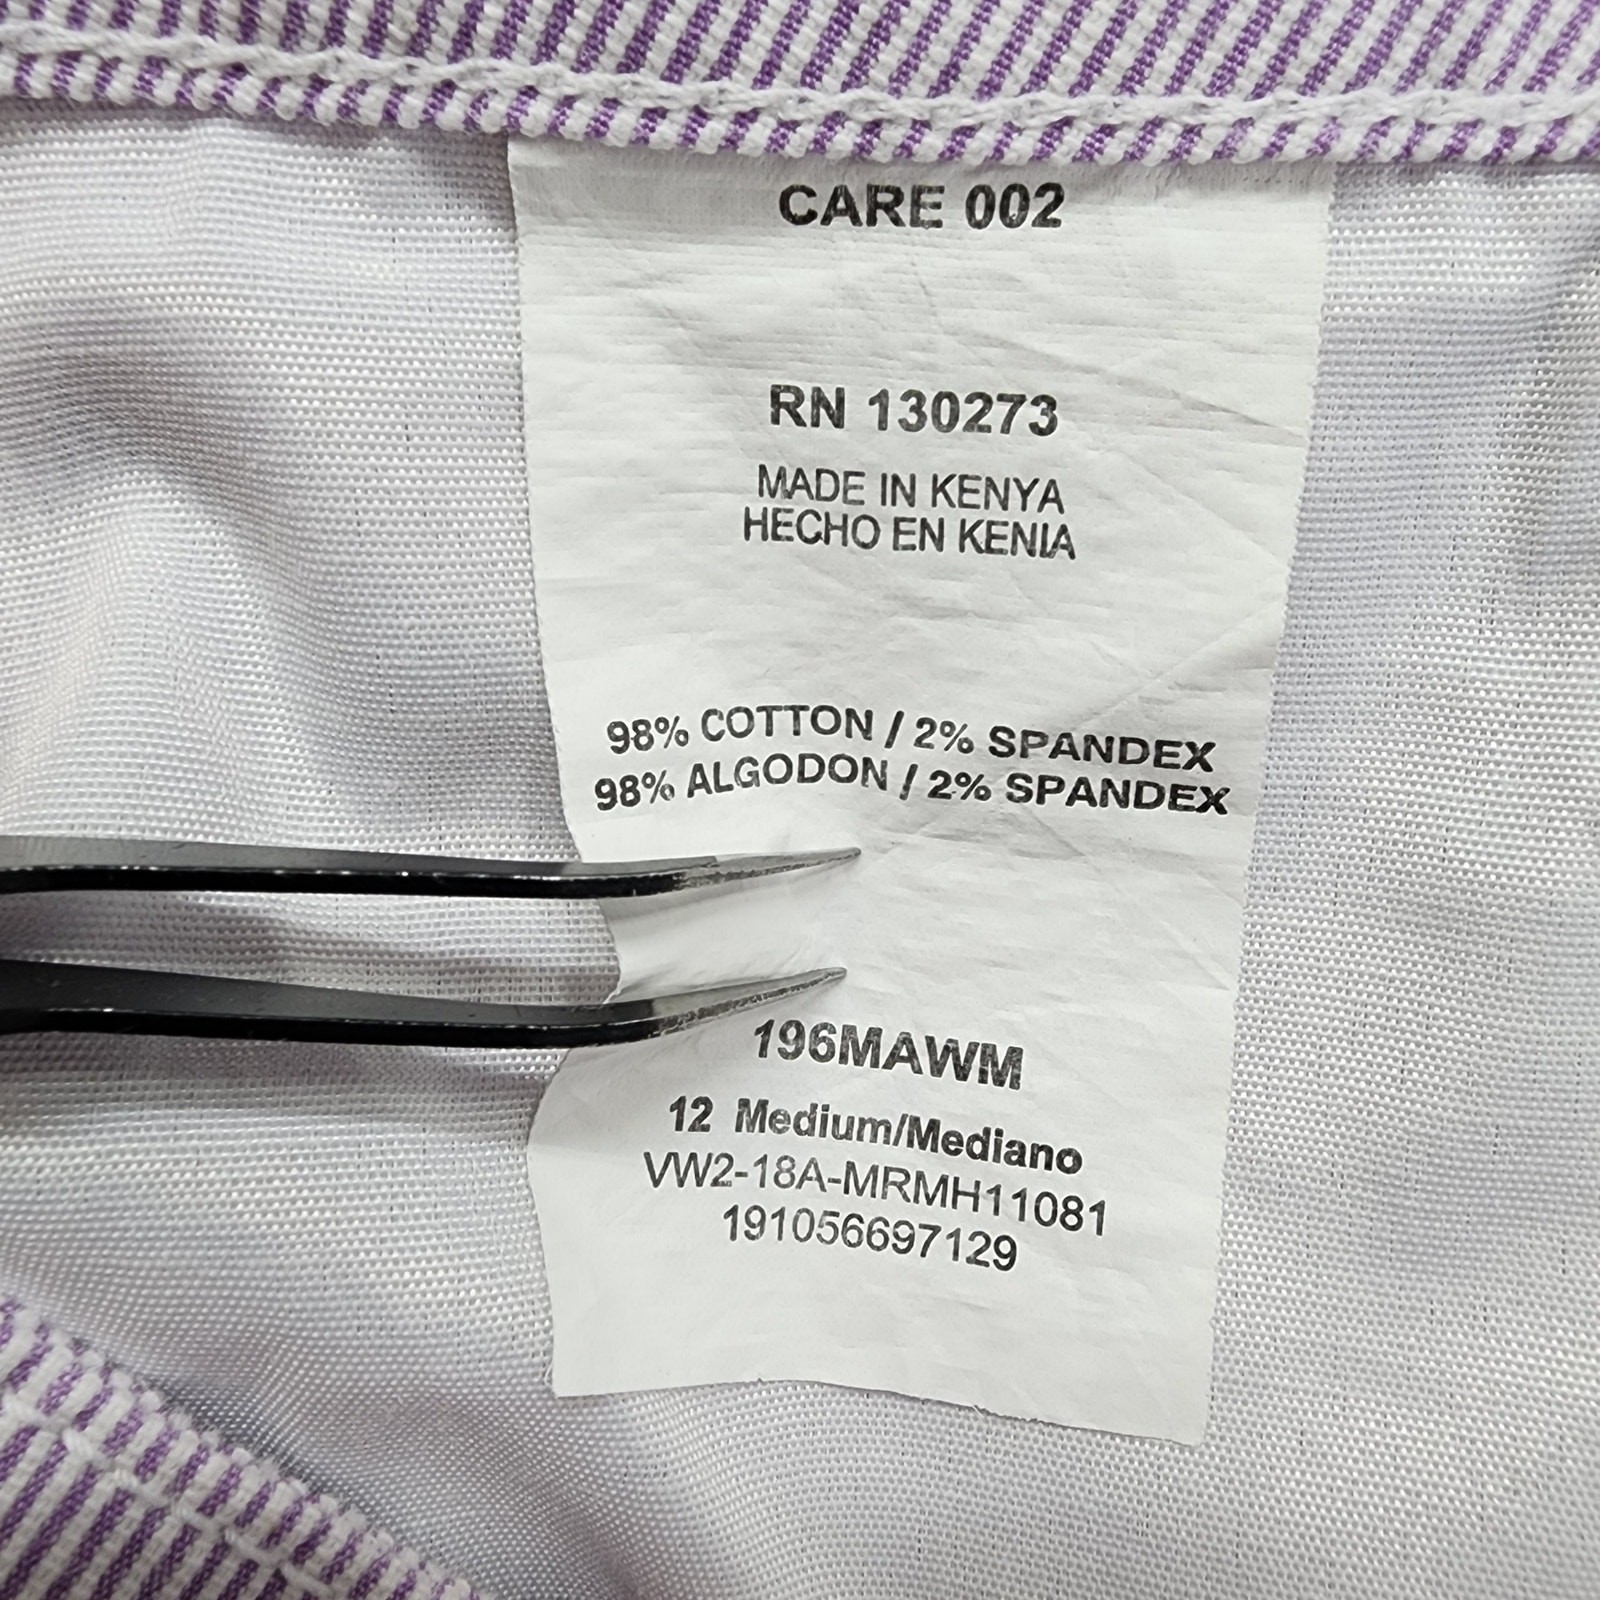 CARE 002
RN 130273
MADE IN KENYA
HECHO EN KENIA
98% COTTON / 2% SPANDEX
98% ALGODON / 2% SPANDEX
196MAWM
12 Medium/Mediano
VW2-18A-MRMH11081
191056697129